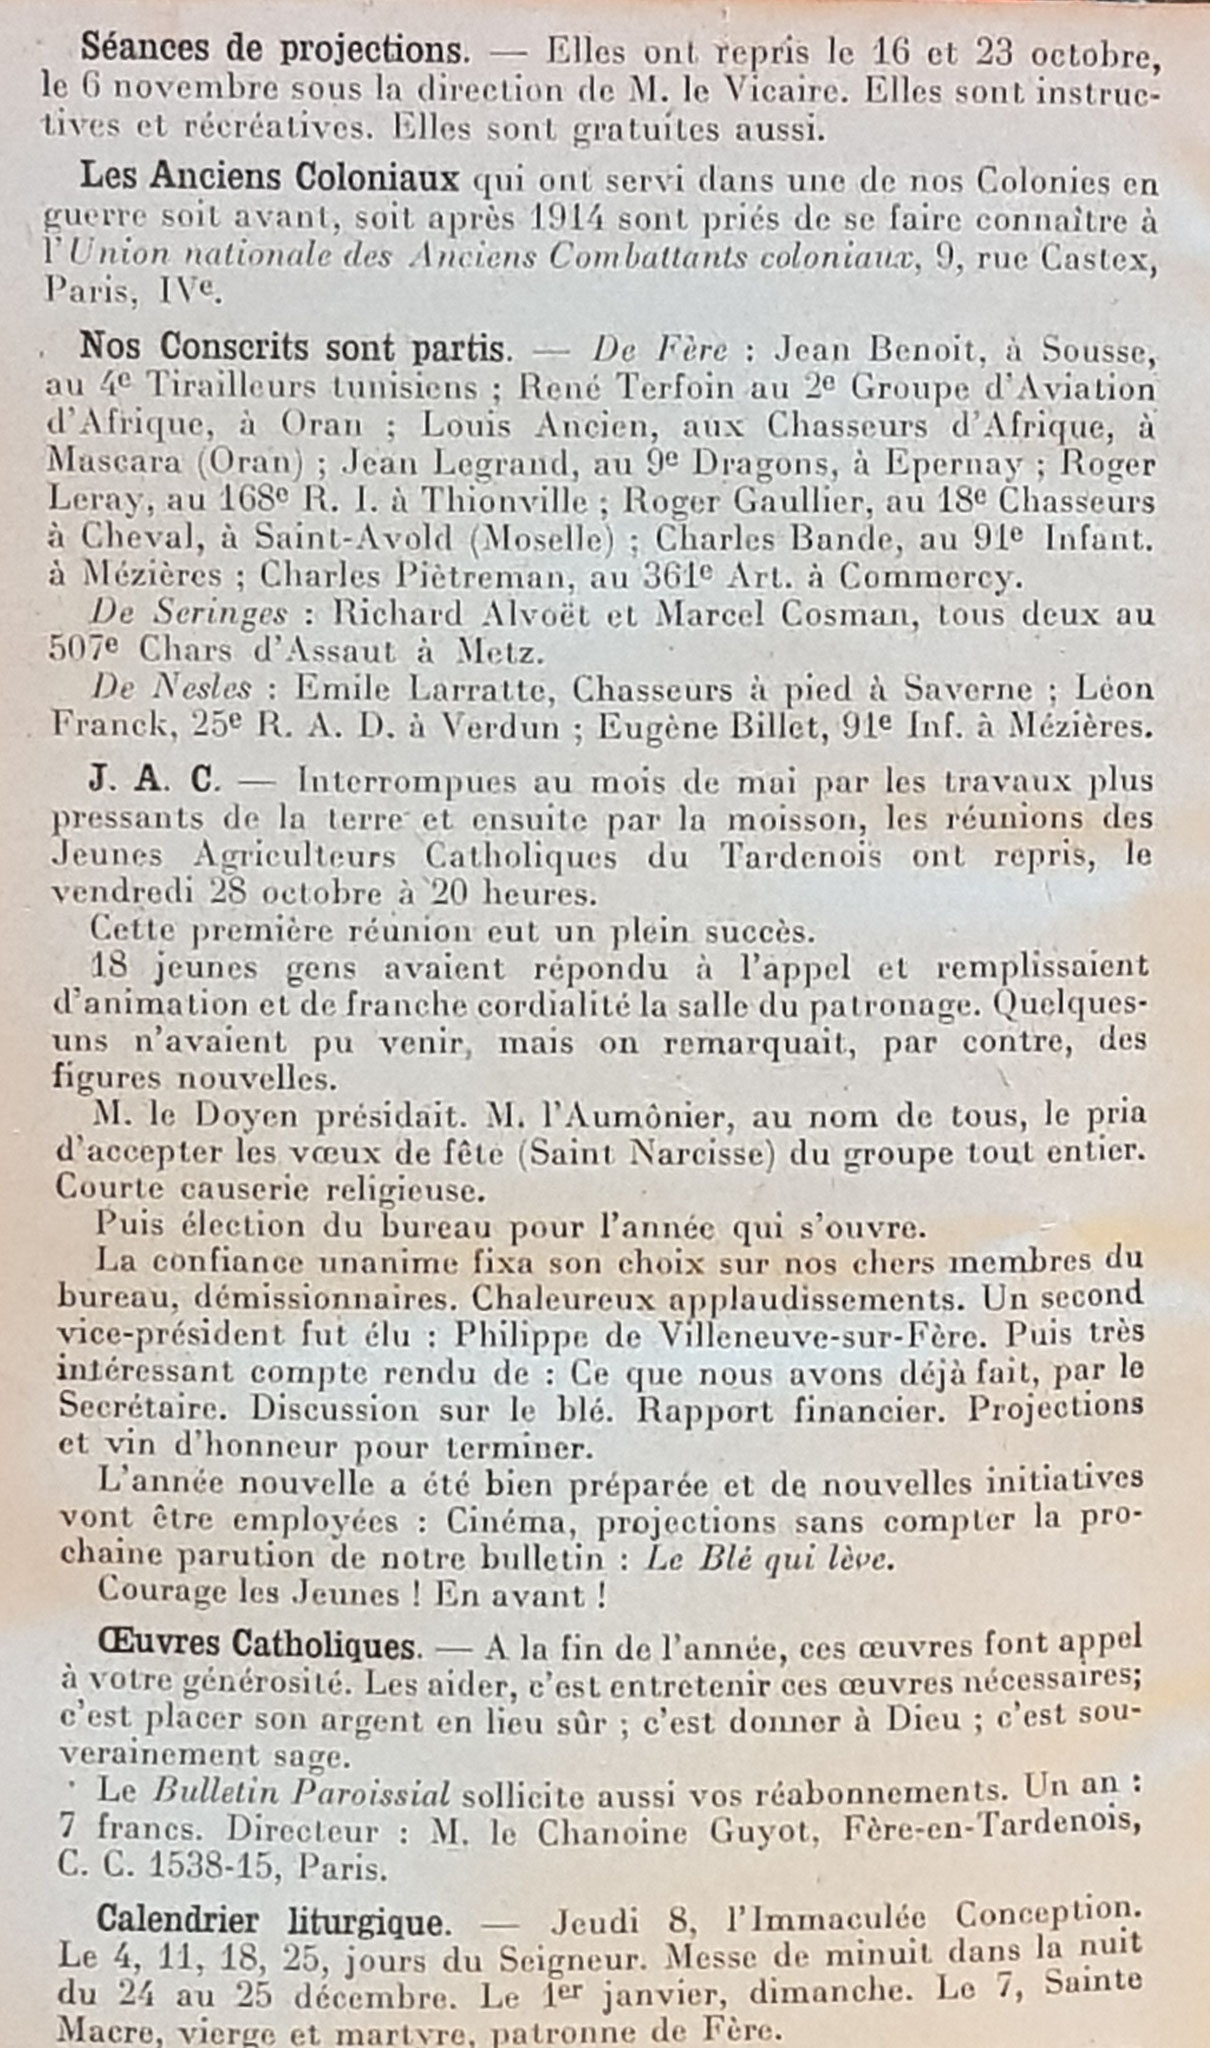 Séances de projections. — Elles ont repris le 16 et 23 octobre,
le 6 novembre sous la direction de M. le Vicaire. Elles sont instruc-
tives et récréatives. Elles sont gratuites aussi.
Les Anciens Coloniaux qui ont servi dans une de nos Colonies en
guerre soit avant, soit après 1914 sont priés de se faire connaître à
l'Union nationale des Anciens Combattants coloniaux, 9, rue Castex,
Paris, IVe.
Nos Conscrits sont partis. — De Fère : Jean Benoit, à Sousse,
au 4e Tirailleurs tunisiens ; René Terfoin au 2e Groupe d'Aviation
d'Afrique, à Oran ; Louis Ancien, aux Chasseurs d'Afrique, à
Mascara (Oran) ; Jean Legrand, au 9e Dragons, à Epernay ; Roger
Leray, au 168e R. I. à Thionville ; Roger Gaullier, au 18e Chasseurs
à Cheval, à Saint-Avold (Moselle) ; Charles Bande, au 91e Infant.
à Mézières ; Charles Piètreman, au 361e Art. à Commercy.
De Seringes : Richard Alvoët et Marcel Cosman, tous deux au
507e Chars d'Assaut à Metz.
De Nesles : Emile Larratte, Chasseurs à pied à Saverne ; Léon
Franck, 25e R. A. D. à Verdun ; Eugène Billet, 91e Inf. à Mézières.
J. A. C. — Interrompues au mois de mai par les travaux plus
pressants de la terre et ensuite par la moisson, les réunions des
Jeunes Agriculteurs Catholiques du Tardenois ont repris, le
vendredi 28 octobre à 20 heures.
Cette première réunion eut un plein succès.
18 jeunes gens avaient répondu à l'appel et remplissaient
d'animation et de franche cordialité la salle du patronage. Quelques-
uns n'avaient pu venir, mais on remarquait, par contre, des
figures nouvelles.
M. le Doyen présidait. M. l'Aumônier, au nom de tous, le pria
d'accepter les vœux de fête (Saint Narcisse) du groupe tout entier.
Courte causerie religieuse.
Puis élection du bureau pour l'année qui s'ouvre.
La confiance unanime fixa son choix sur nos chers membres du
bureau, démissionnaires. Chaleureux applaudissements. Un second
vice-président fut élu : Philippe de Villeneuve-sur-Fère. Puis très
intéressant compte rendu de : Ce que nous avons déjà fait, par le
Secrétaire. Discussion sur le blé. Rapport financier. Projections
et vin d'honneur pour terminer.
L'année nouvelle a été bien préparée et de nouvelles initiatives
vont être employées : Cinéma, projections sans compter la pro-
chaine parution de notre bulletin : Le Blé qui lève.
Courage les Jeunes ! En avant !
Œuvres Catholiques. — A la fin de l'année, ces œuvres font appel
à votre générosité. Les aider, c'est entretenir ces œuvres nécessaires;
c'est placer son argent en lieu sûr ; c'est donner à Dieu ; c'est sou-
verainement sage.
Le Bulletin Paroissial sollicite aussi vos réabonnements. Un an :
7 francs. Directeur : M. le Chanoine Guyot, Fère-en-Tardenois,
C. C. 1538-15, Paris.
Calendrier liturgique. — Jeudi 8, l'Immaculée Conception.
Le 4, 11, 18, 25, jours du Seigneur. Messe de minuit dans la nuit
du 24 au 25 décembre. Le 1er janvier, dimanche. Le 7, Sainte
Macre, vierge et martyre, patronne de Fère.